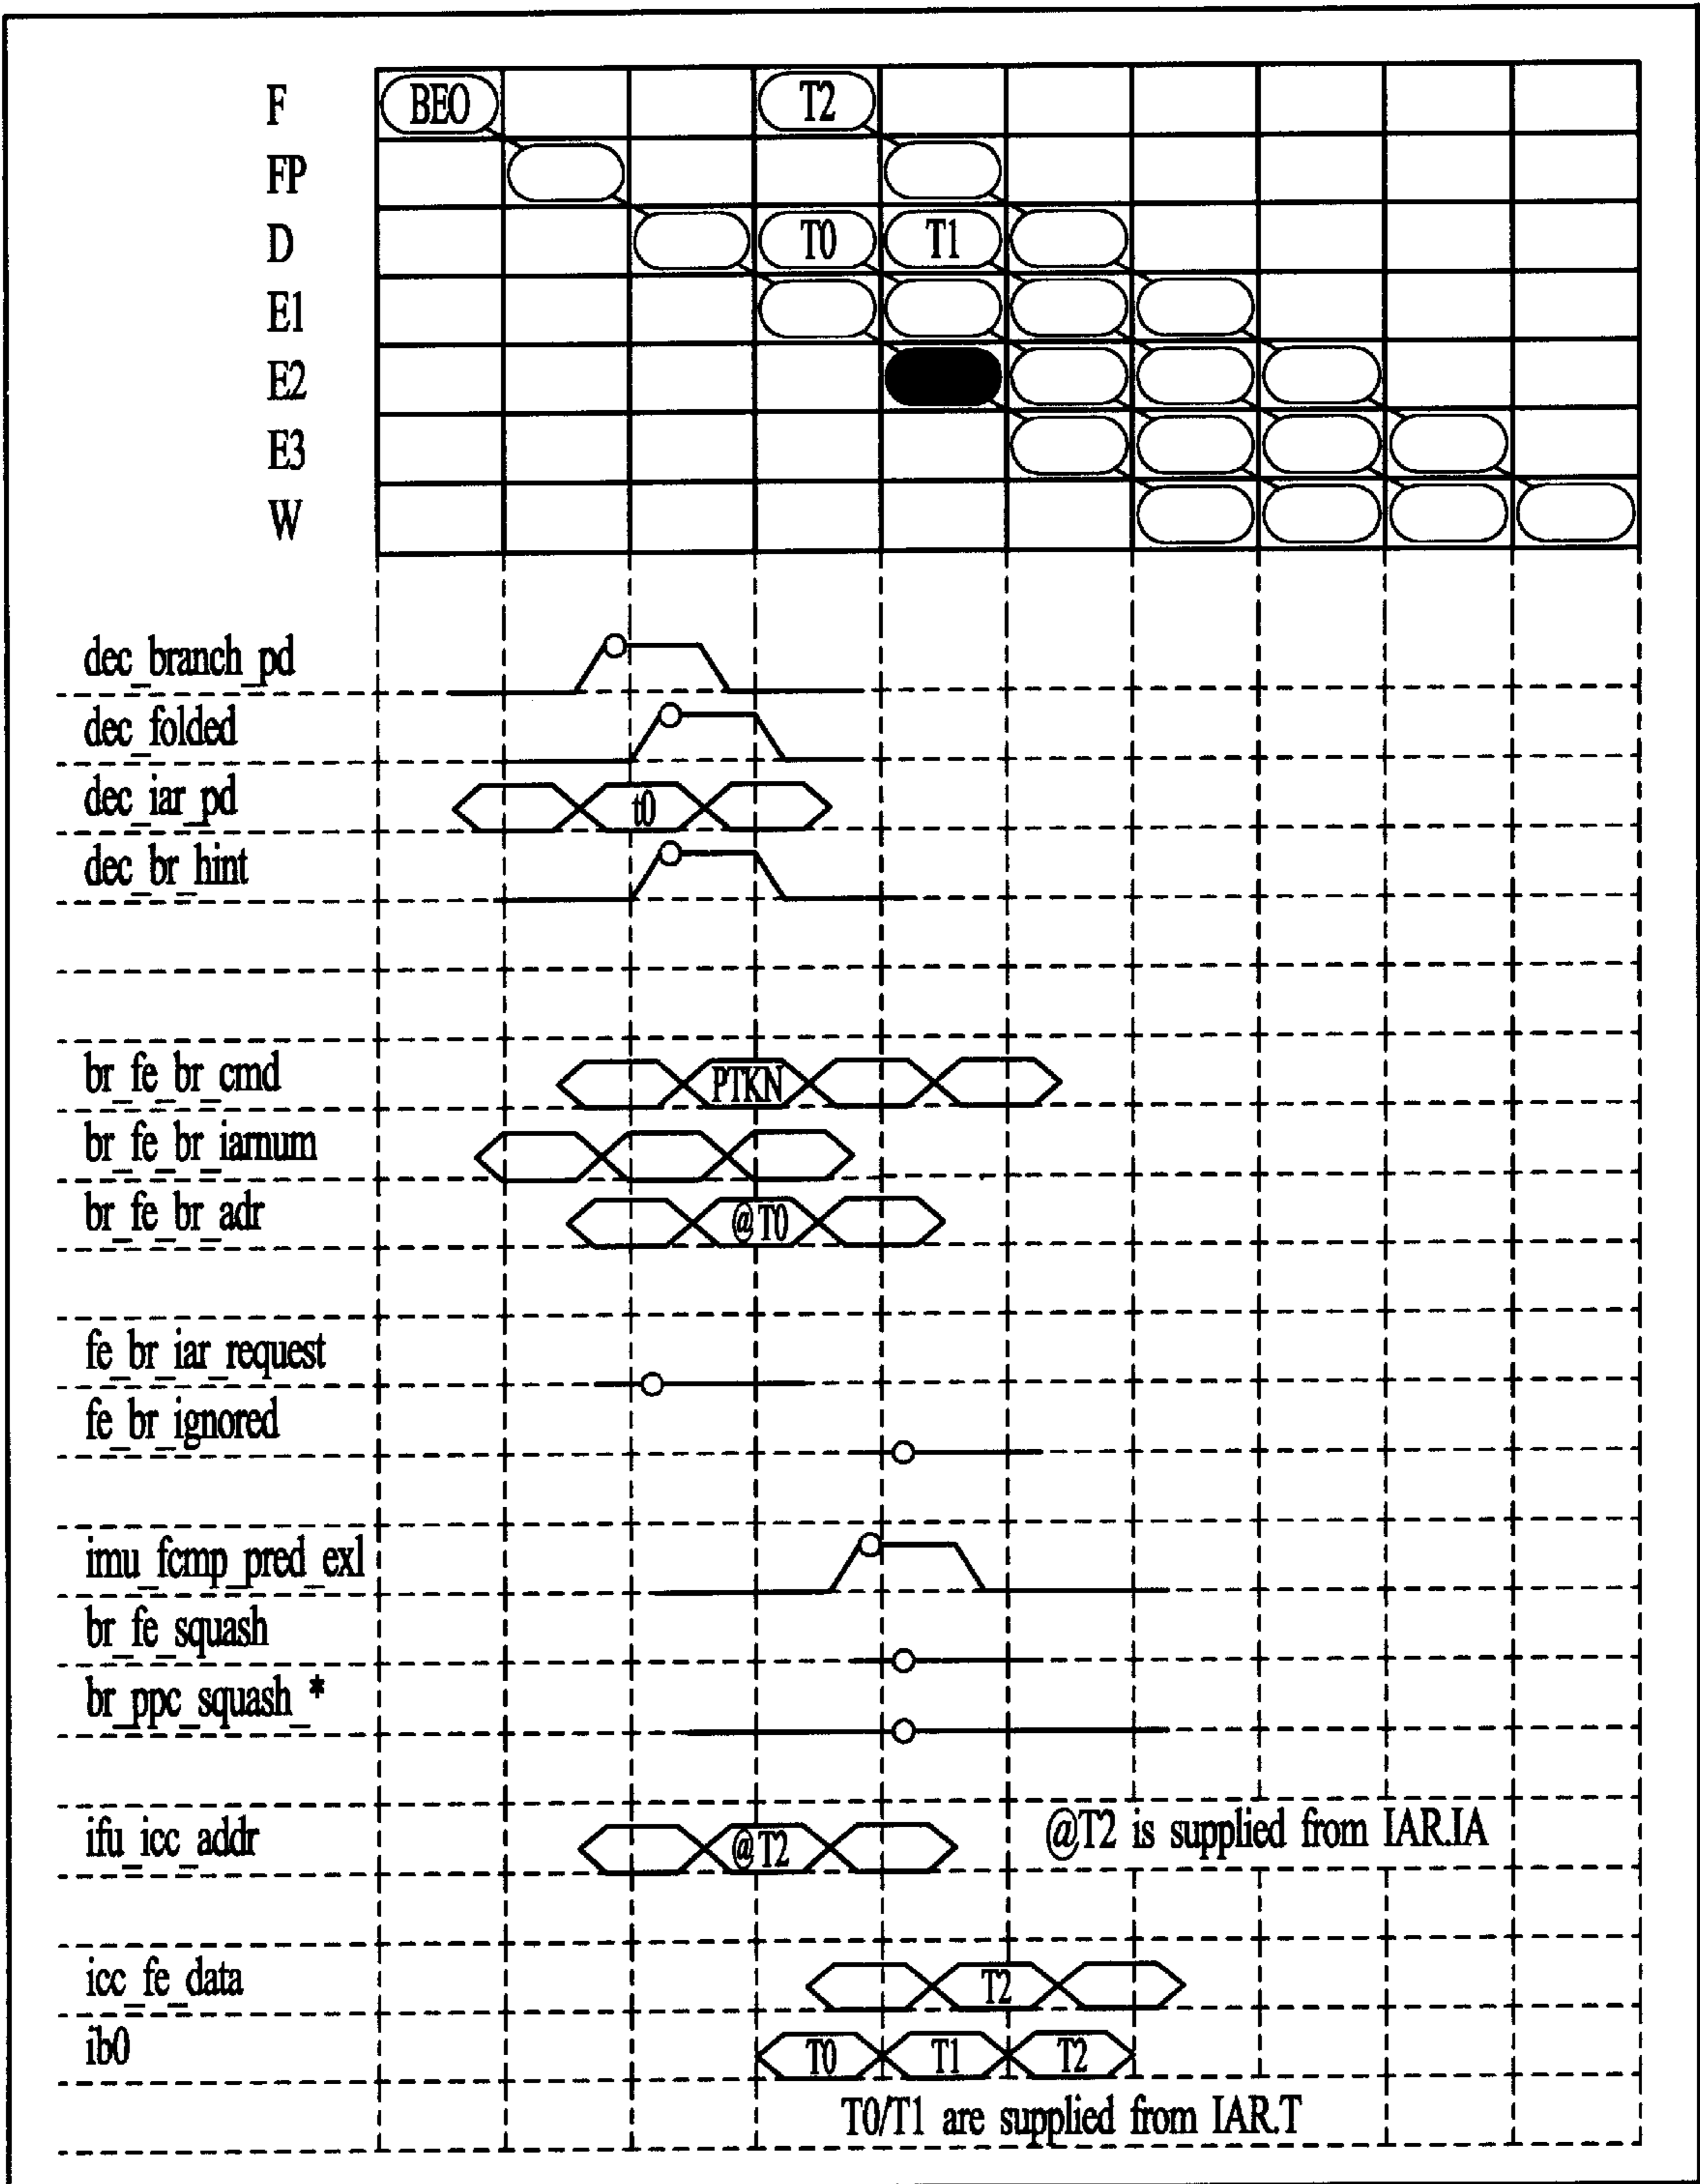 F BEO T2
FP
D T0 T1
E1
E2
E3
W
dec_branch_pd
dec_folded
dec_iar_pd t0
dec_br_hint
br_fe_br_cmd PTKN
br_fe_br_iarnum
br_fe_br_adr @T0
fe_br_iar_request
fe_br_ignored
imu_fcmp_pred_exl
br_fe_squash
br_ppc_squash_*
ifu_icc_addr @T2 @T2 is supplied from IAR.IA
icc_fe_data T2
ib0 T0 T1 T2
T0/T1 are supplied from IAR.T